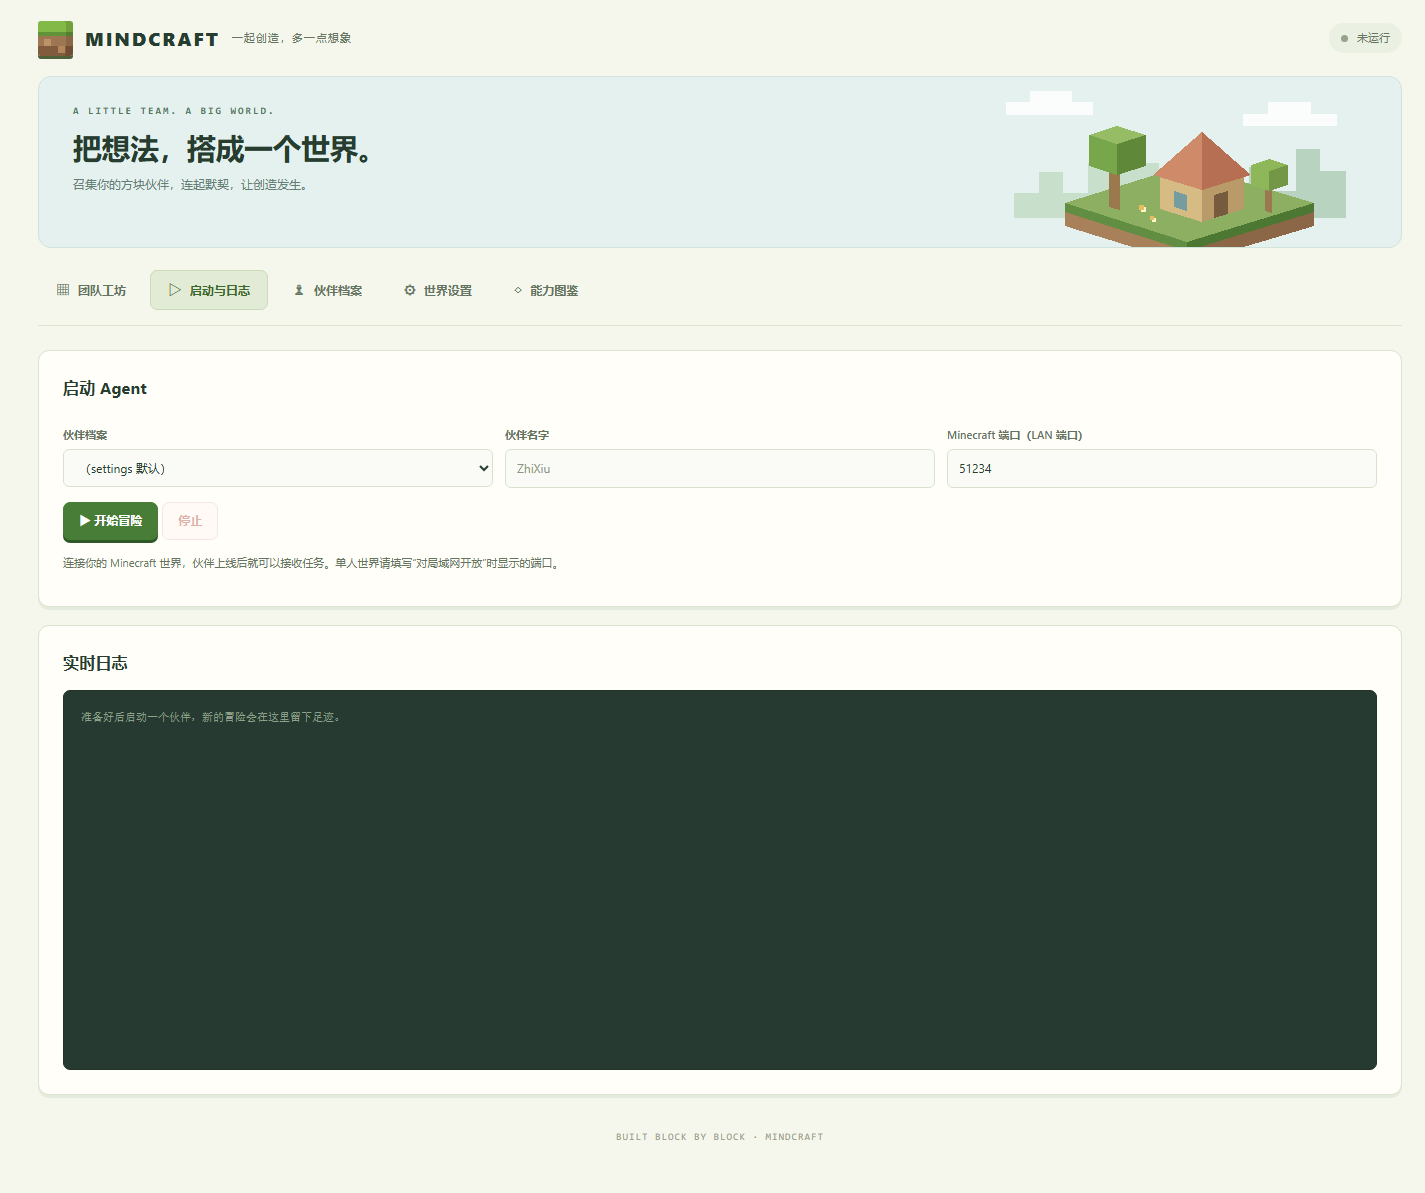 MINDCRAFT 一起创造，多一点想象
未运行
A LITTLE TEAM. A BIG WORLD.
把想法，搭成一个世界。
召集你的方块伙伴，连起默契，让创造发生。
团队工坊 启动与日志 伙伴档案 世界设置 能力图鉴
启动 Agent
伙伴档案 伙伴名字 Minecraft 端口（LAN 端口）
（settings 默认） ZhiXiu 51234
开始冒险 停止
连接你的 Minecraft 世界，伙伴上线后就可以接收任务。单人世界请填写“对局域网开放”时显示的端口。
实时日志
准备好后启动一个伙伴，新的冒险会在这里留下足迹。
BUILT BLOCK BY BLOCK · MINDCRAFT